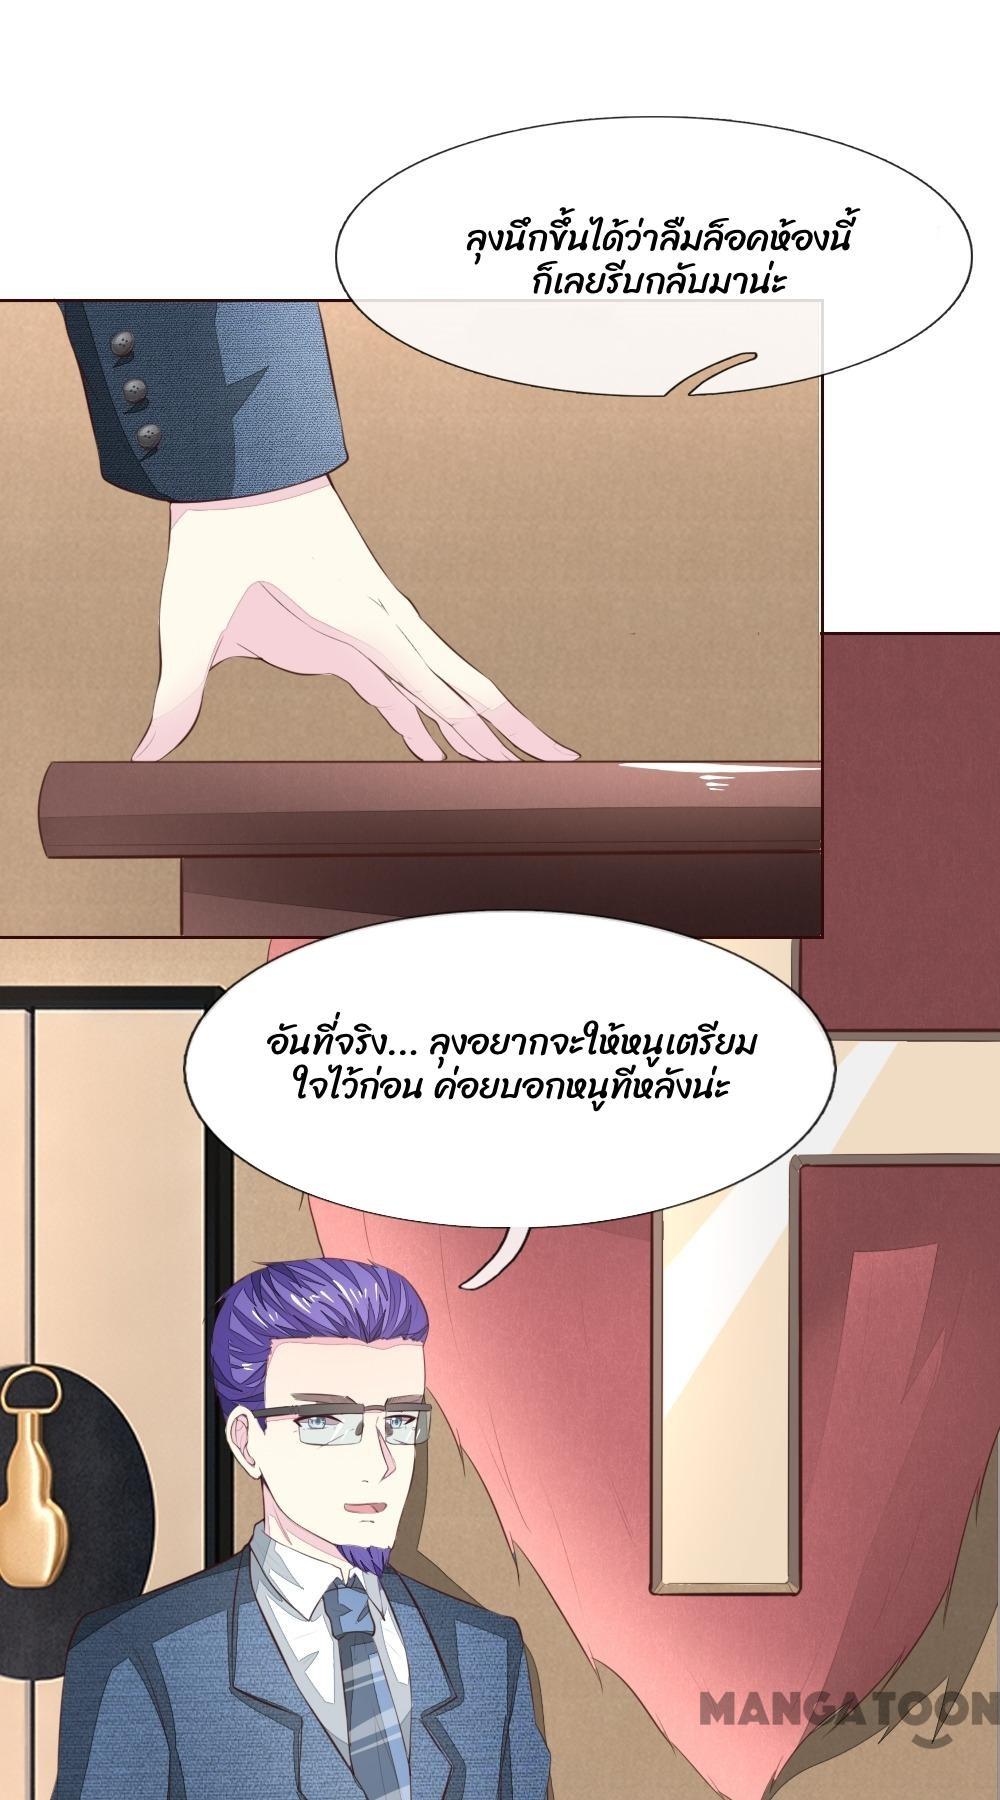 ลุงนึกขึ้นได้ว่าลืมล็อคห้องนี้
ก็เลยรีบกลับมาน่ะ
อันที่จริง... ลุงอยากจะให้หนูเตรียม
ใจไว้ก่อน ค่อยบอกหนูทีหลังน่ะ
MANGATOON